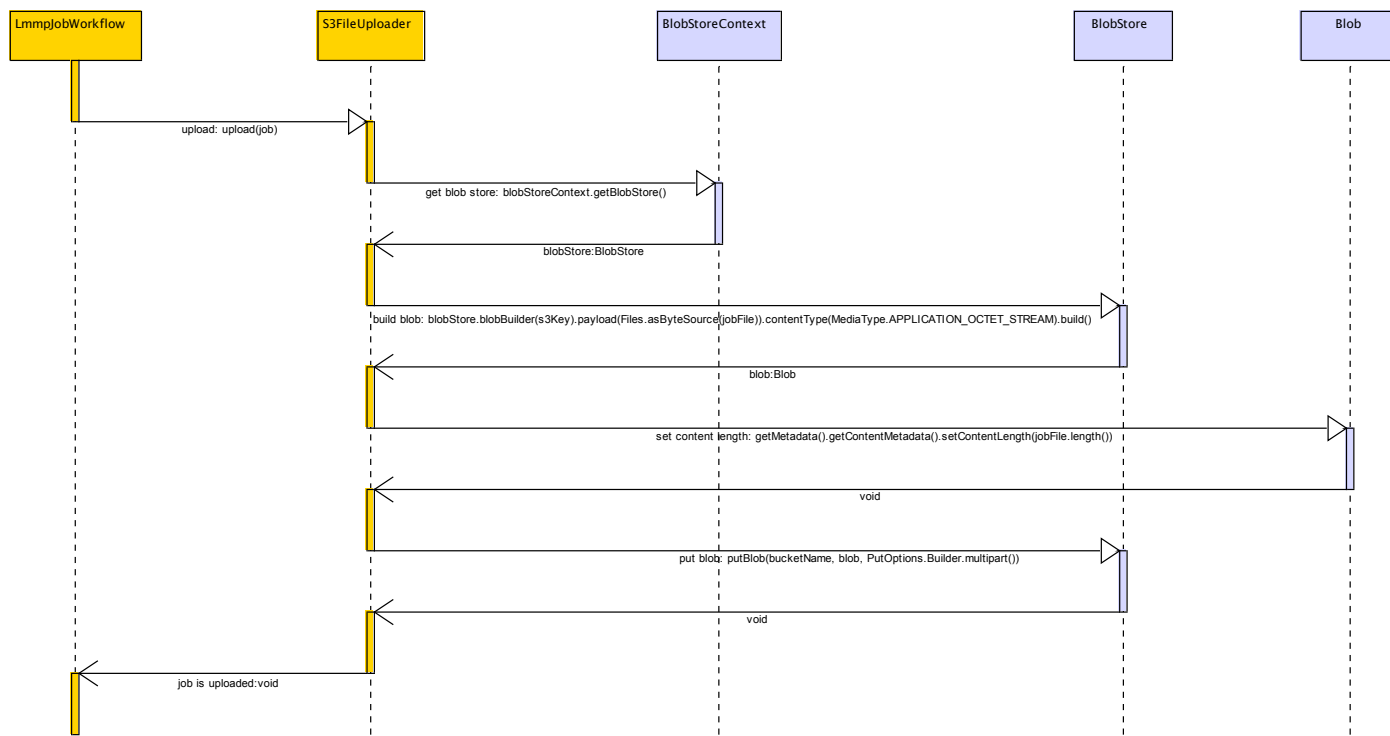 LmmpJobWorkflow
S3FileUploader
BlobStoreContext
BlobStore
Blob
upload: upload(job)
get blob store: blobStoreContext.getBlobStore()
blobStore:BlobStore
build blob: blobStore.blobBuilder(s3Key).payload(Files.asByteSource(jobFile)).contentType(MediaType.APPLICATION_OCTET_STREAM).build()
blob:Blob
set content length: getMetadata().getContentMetadata().setContentLength(jobFile.length())
void
put blob: putBlob(bucketName, blob, PutOptions.Builder.multipart())
void
job is uploaded:void